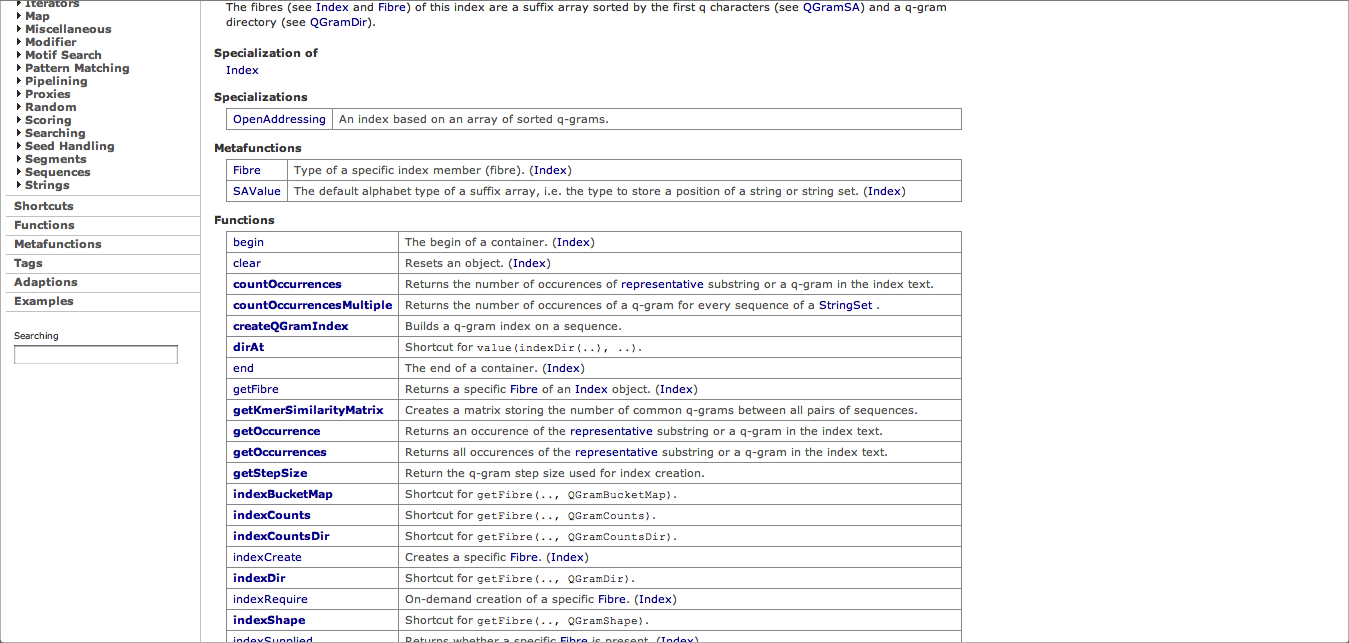 Iterators
Map
Miscellaneous
Modifier
Motif Search
Pattern Matching
Pipelining
Proxies
Random
Scoring
Searching
Seed Handling
Segments
Sequences
Strings
Shortcuts
Functions
Metafunctions
Tags
Adaptions
Examples
Searching
The fibres (see Index and Fibre) of this index are a suffix array sorted by the first q characters (see QGramSA) and a q-gram
directory (see QGramDir).
Specialization of
Index
Specializations
OpenAddressing An index based on an array of sorted q-grams.
Metafunctions
Fibre Type of a specific index member (fibre). (Index)
SAValue The default alphabet type of a suffix array, i.e. the type to store a position of a string or string set. (Index)
Functions
begin The begin of a container. (Index)
clear Resets an object. (Index)
countOccurrences Returns the number of occurences of representative substring or a q-gram in the index text.
countOccurrencesMultiple Returns the number of occurences of a q-gram for every sequence of a StringSet .
createQGramIndex Builds a q-gram index on a sequence.
dirAt Shortcut for value(indexDir(..), ..).
end The end of a container. (Index)
getFibre Returns a specific Fibre of an Index object. (Index)
getKmerSimilarityMatrix Creates a matrix storing the number of common q-grams between all pairs of sequences.
getOccurrence Returns an occurence of the representative substring or a q-gram in the index text.
getOccurrences Returns all occurences of the representative substring or a q-gram in the index text.
getStepSize Return the q-gram step size used for index creation.
indexBucketMap Shortcut for getFibre(.., QGramBucketMap).
indexCounts Shortcut for getFibre(.., QGramCounts).
indexCountsDir Shortcut for getFibre(.., QGramCountsDir).
indexCreate Creates a specific Fibre. (Index)
indexDir Shortcut for getFibre(.., QGramDir).
indexRequire On-demand creation of a specific Fibre. (Index)
indexShape Shortcut for getFibre(.., QGramShape).
indexSupplied Returns whether a specific Fibre is present. (Index)